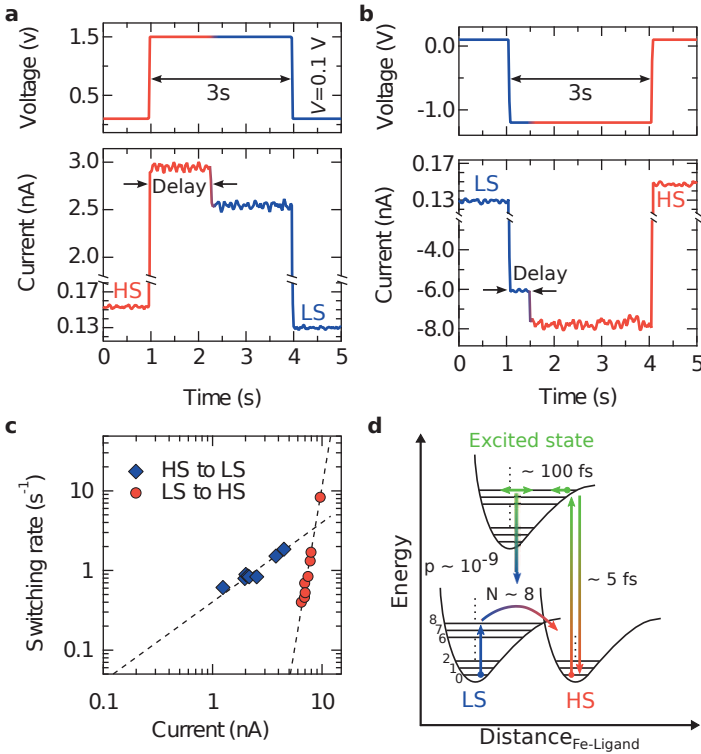 a
Voltage (v)
1.5
0.5
3s
V=0.1 V
Current (nA)
3.0
2.5
2.0
0.17
0.13
Delay
HS
LS
0
1
2
3
4
5
Time (s)
b
Voltage (v)
0.0
-1.0
3s
Current (nA)
0.17
0.13
-4.0
-6.0
-8.0
LS
Delay
HS
0
1
2
3
4
5
Time (s)
c
Switching rate (s-1)
10
1
0.1
HS to LS
LS to HS
0.1
1
10
Current (nA)
d
Energy
Excited state
~ 100 fs
p ~ 10-9
N ~ 8
~ 5 fs
8
7
6
2
1
0
LS
HS
DistanceFe-Ligand